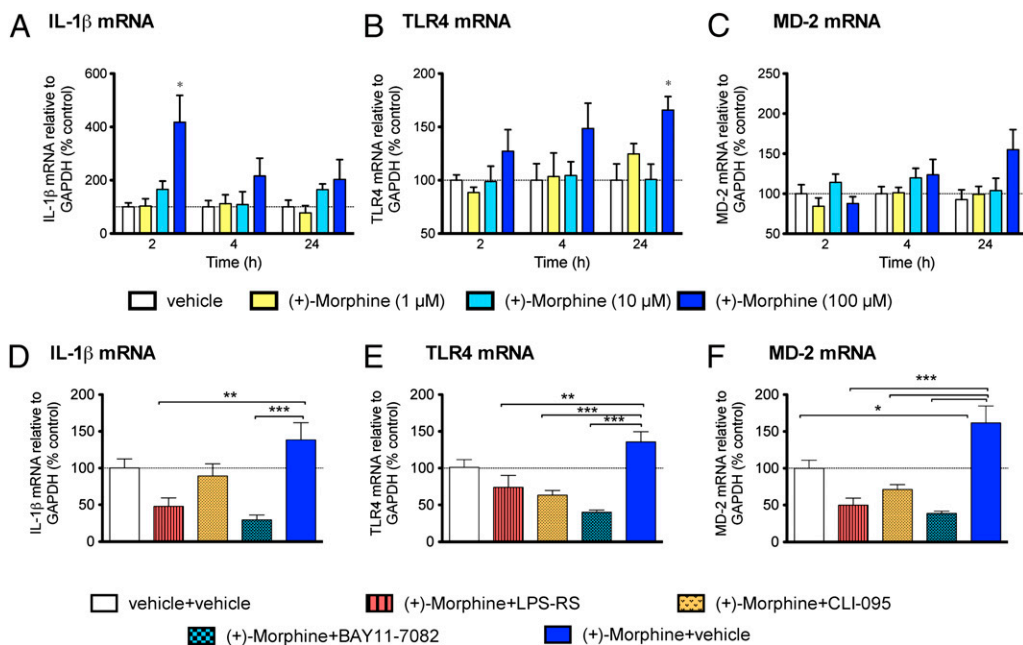 A IL-1β mRNA
B TLR4 mRNA
C MD-2 mRNA
IL-1β mRNA relative to
GAPDH (% control)
600
400
200
*
2 4 24
Time (h)
TLR4 mRNA relative to
GAPDH (% control)
200
150
100
50
*
2 4 24
Time (h)
MD-2 mRNA relative to
GAPDH (% control)
250
200
150
100
50
2 4 24
Time (h)
vehicle (+)-Morphine (1 µM) (+)-Morphine (10 µM) (+)-Morphine (100 µM)
D IL-1β mRNA
E TLR4 mRNA
F MD-2 mRNA
IL-1β mRNA relative to
GAPDH (% control)
200
150
100
50
0
**
***
TLR4 mRNA relative to
GAPDH (% control)
200
150
100
50
0
**
***
***
MD-2 mRNA relative to
GAPDH (% control)
200
150
100
50
0
***
*
vehicle+vehicle (+)-Morphine+LPS-RS (+)-Morphine+CLI-095
(+)-Morphine+BAY11-7082 (+)-Morphine+vehicle